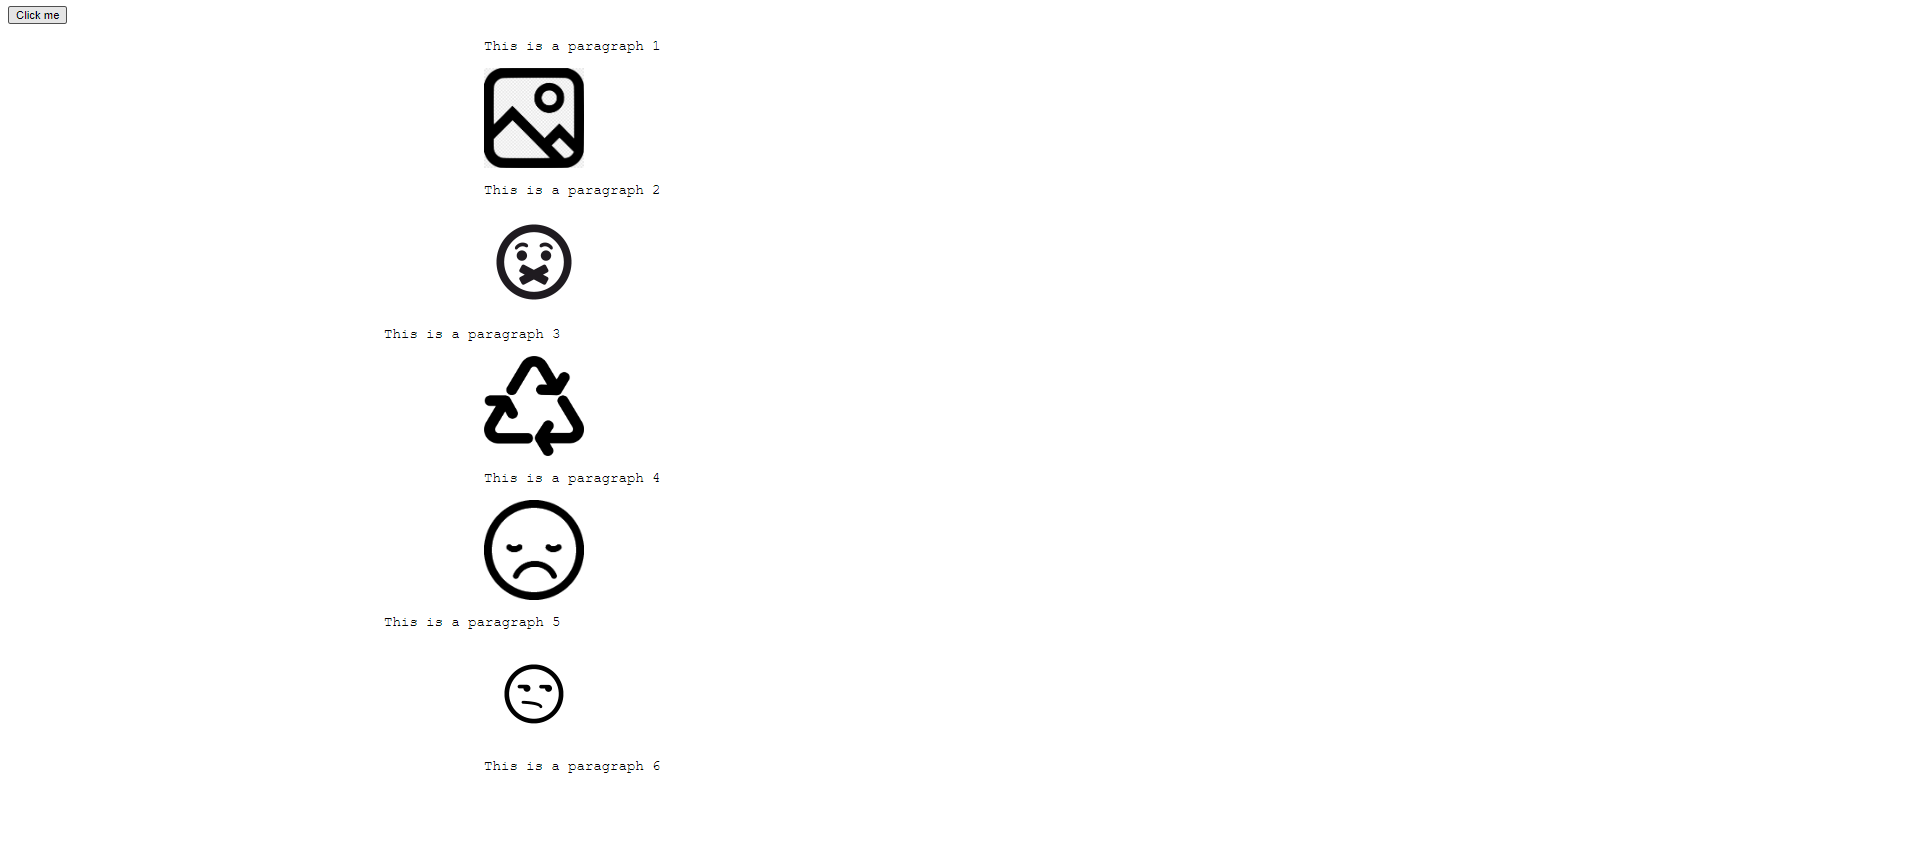 Click me
This is a paragraph 1
This is a paragraph 2
This is a paragraph 3
This is a paragraph 4
This is a paragraph 5
This is a paragraph 6